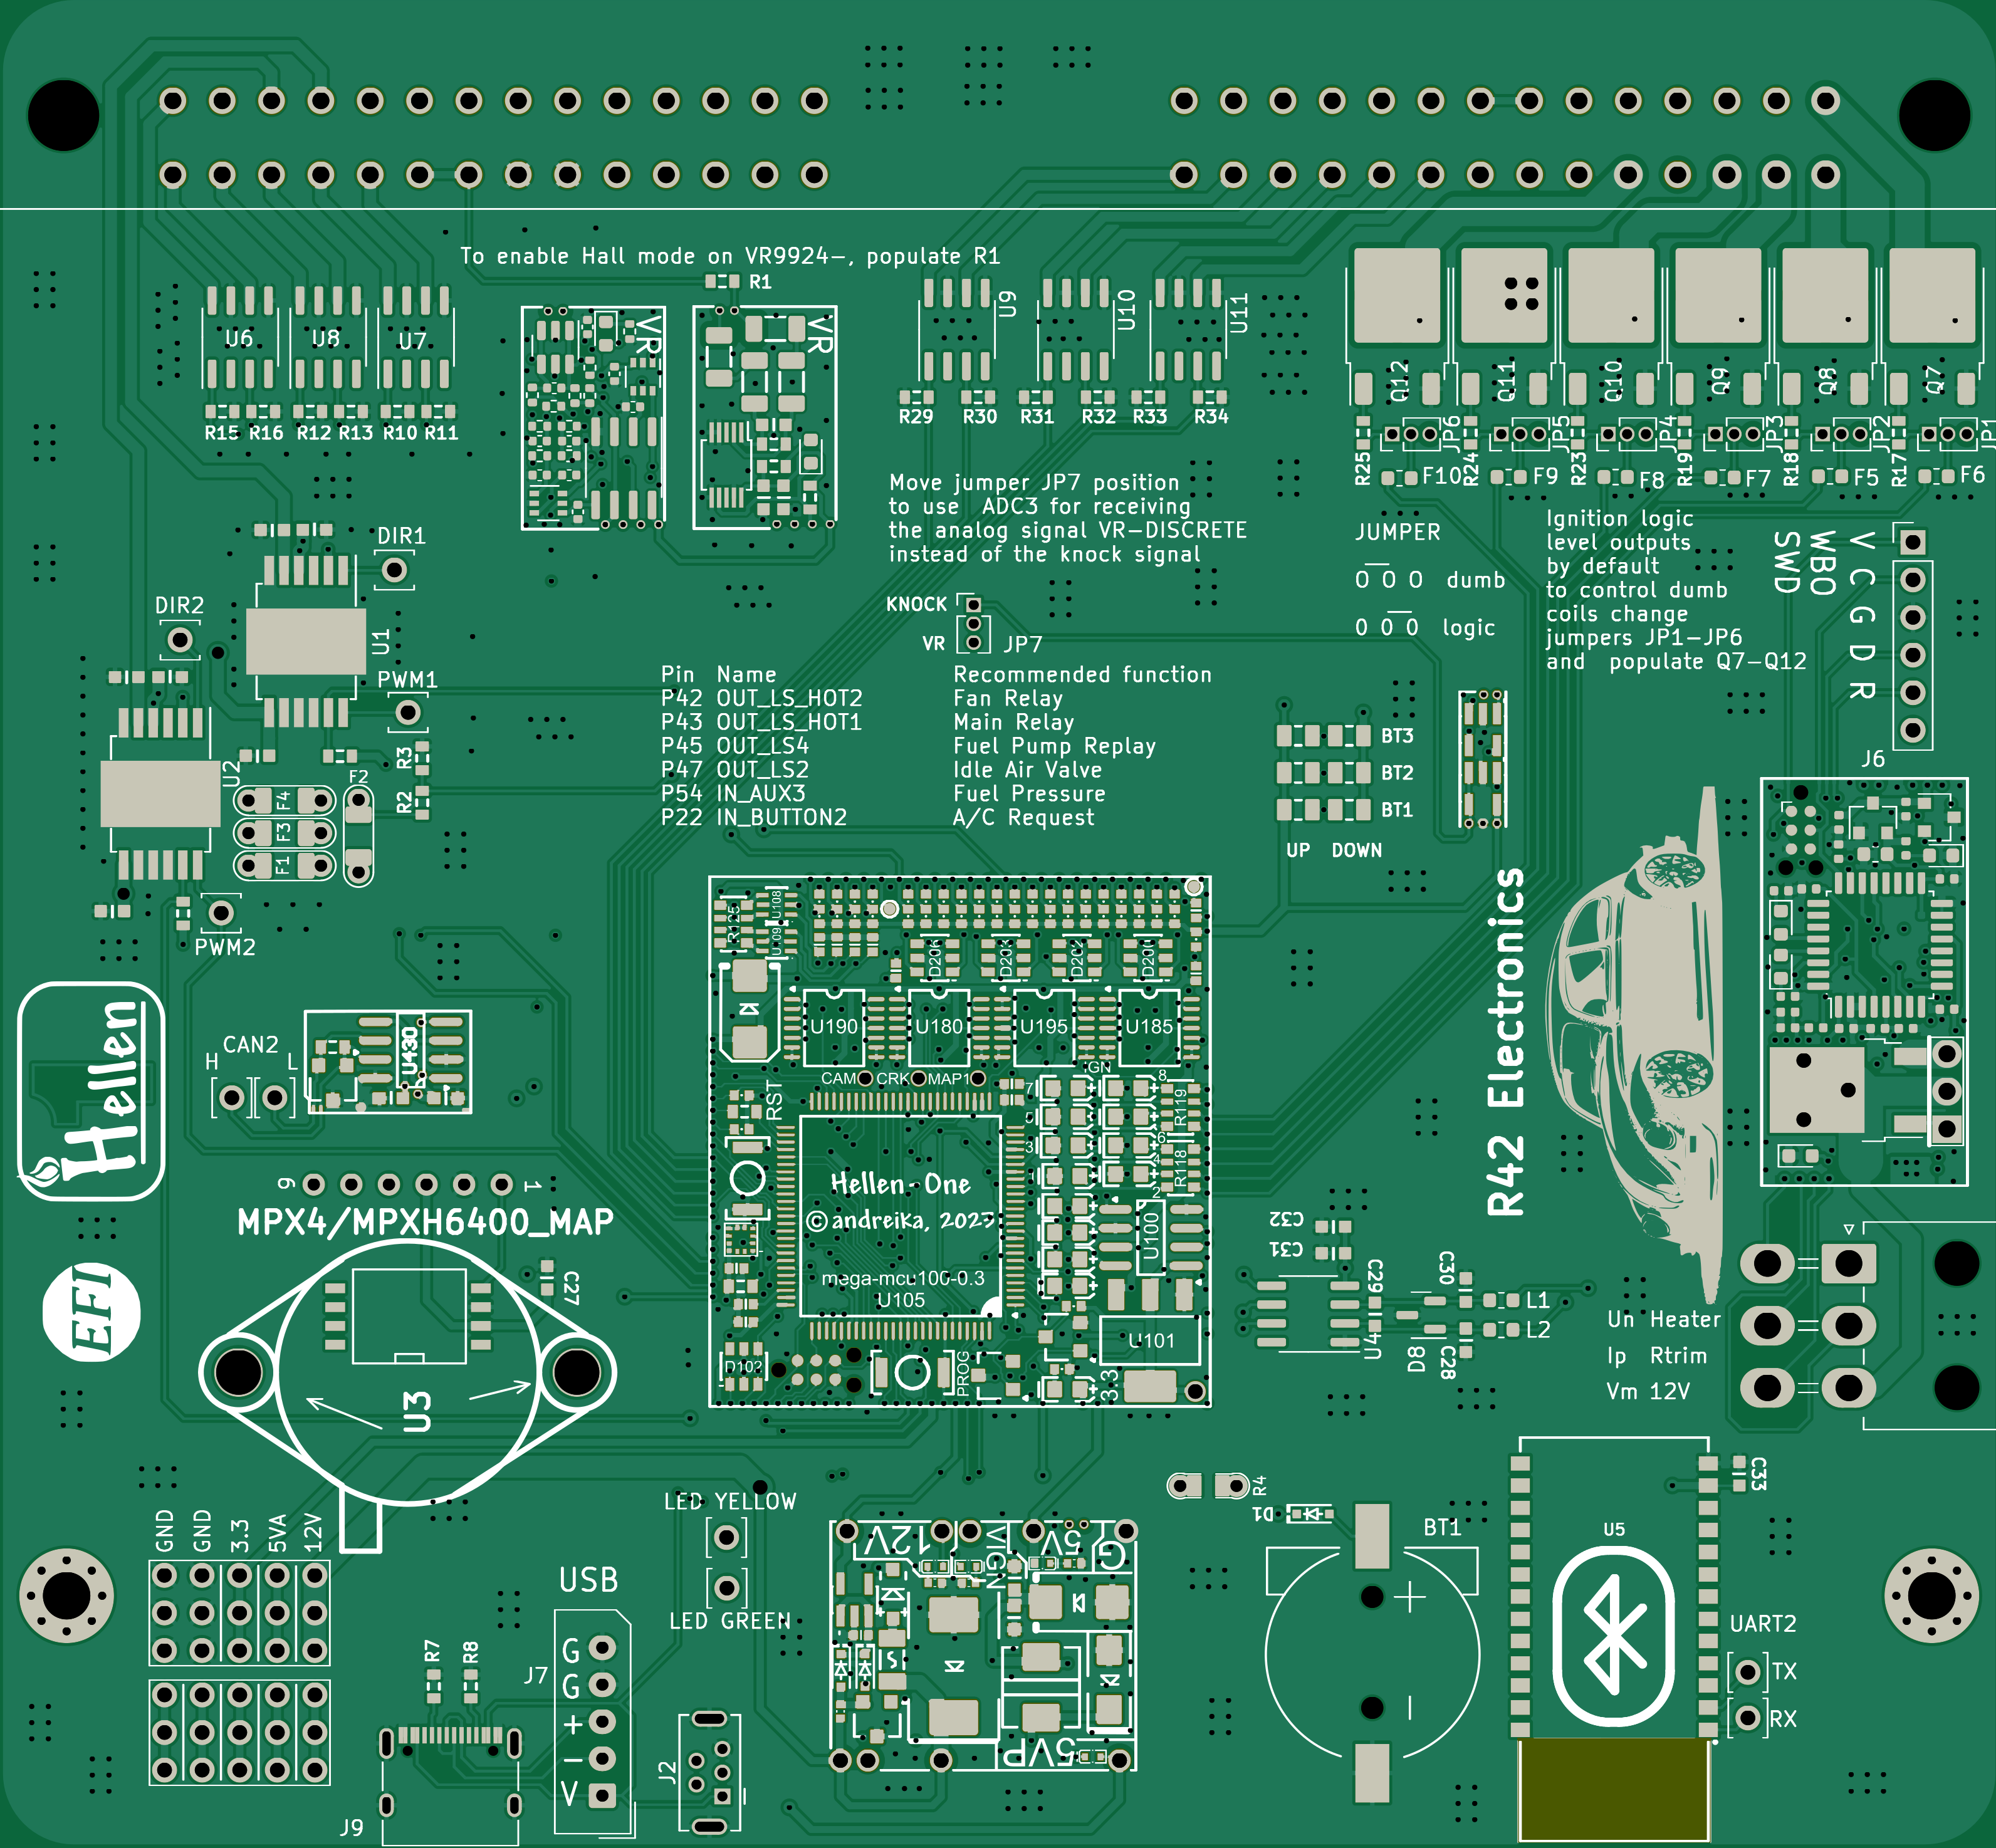 To enable Hall mode on VR9924-, populate R1
R1
U6
U8
U7
VR
VR
U9
U10
U11
Q12
Q11
Q10
Q9
Q8
Q7
R15 R16 R12 R13 R10 R11
R29 R30 R31 R32 R33 R34
R25
JP6
R24
JP5
R23
JP4
R19
JP3
R18
JP2
R17
JP1
F10
F9
F8
F7
F5
F6
Move jumper JP7 position
to use ADC3 for receiving
the analog signal VR-DISCRETE
instead of the knock signal
JUMPER
O O O dumb
O O O logic
Ignition logic
level outputs
by default
to control dumb
coils change
jumpers JP1-JP6
and populate Q7-Q12
SWD
WBO
V C G D R
J6
DIR1
DIR2
U1
PWM1
U2
R3
R2
F2
F4
F3
F1
PWM2
KNOCK
VR
JP7
Pin Name Recommended function
P42 OUT_LS_HOT2 Fan Relay
P43 OUT_LS_HOT1 Main Relay
P45 OUT_LS4 Fuel Pump Replay
P47 OUT_LS2 Idle Air Valve
P54 IN_AUX3 Fuel Pressure
P22 IN_BUTTON2 A/C Request
BT3
BT2
BT1
UP DOWN
R42 Electronics
Hellen
CAN2
H L
U430
U108
U109
D203
D200
U190
U180
U195
U185
CAM
CRK
MAP1
IGN
RST
7
8
5
R119
3
6
1
4
R118
2
Hellen-One
©andreika, 2023
mega-mcu100-0.3
U105
U100
U101
D102
PROG
3.3
6 1
MPX4/MPXH6400_MAP
C27
U3
EFI
C32
C31
C29
C30
U4
D8
C28
L1
L2
Un Heater
Ip Rtrim
Vm 12V
C33
R4
D1
BT1
+
−
U5
UART2
TX
RX
GND
GND
3.3
5VA
12V
LED YELLOW
LED GREEN
USB
J7
G
G
+
−
V
R7
R8
J9
J2
12V
VIGN
5V
G
5VP